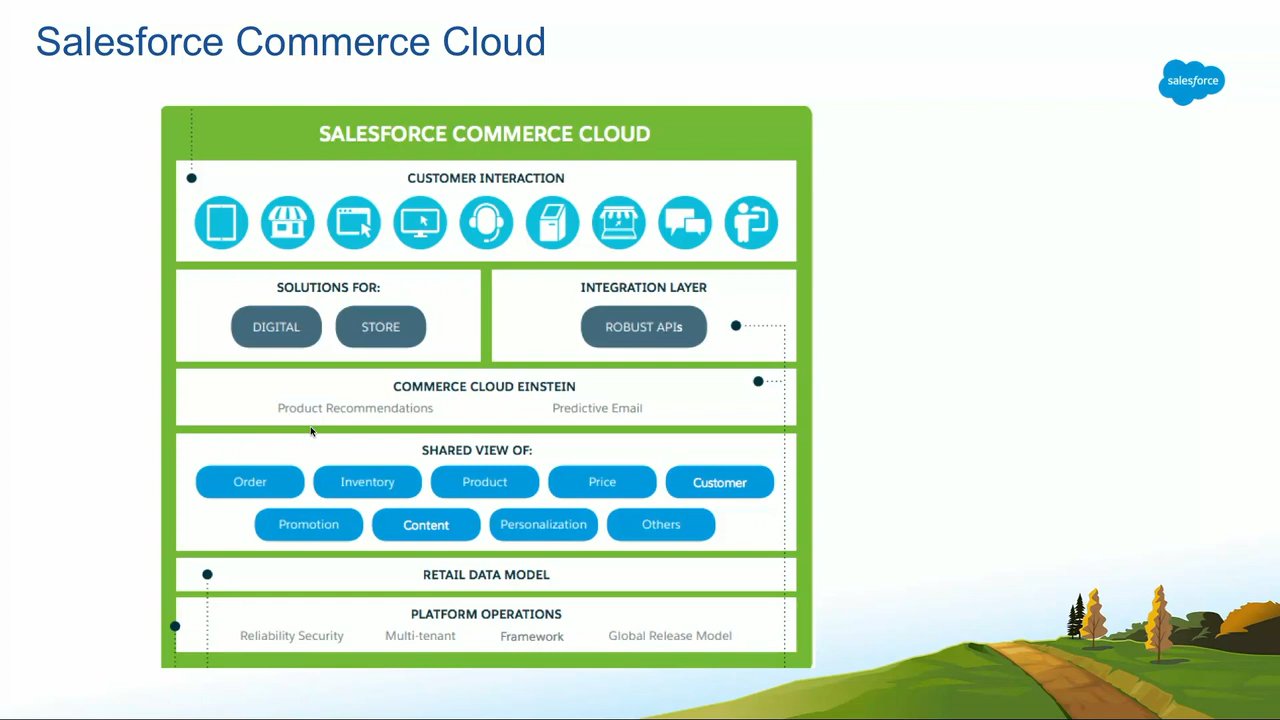 Salesforce Commerce Cloud
salesforce
SALESFORCE COMMERCE CLOUD
CUSTOMER INTERACTION
SOLUTIONS FOR:
DIGITAL STORE
INTEGRATION LAYER
ROBUST APIs
COMMERCE CLOUD EINSTEIN
Product Recommendations Predictive Email
SHARED VIEW OF:
Order Inventory Product Price Customer
Promotion Content Personalization Others
RETAIL DATA MODEL
PLATFORM OPERATIONS
Reliability Security Multi-tenant Framework Global Release Model